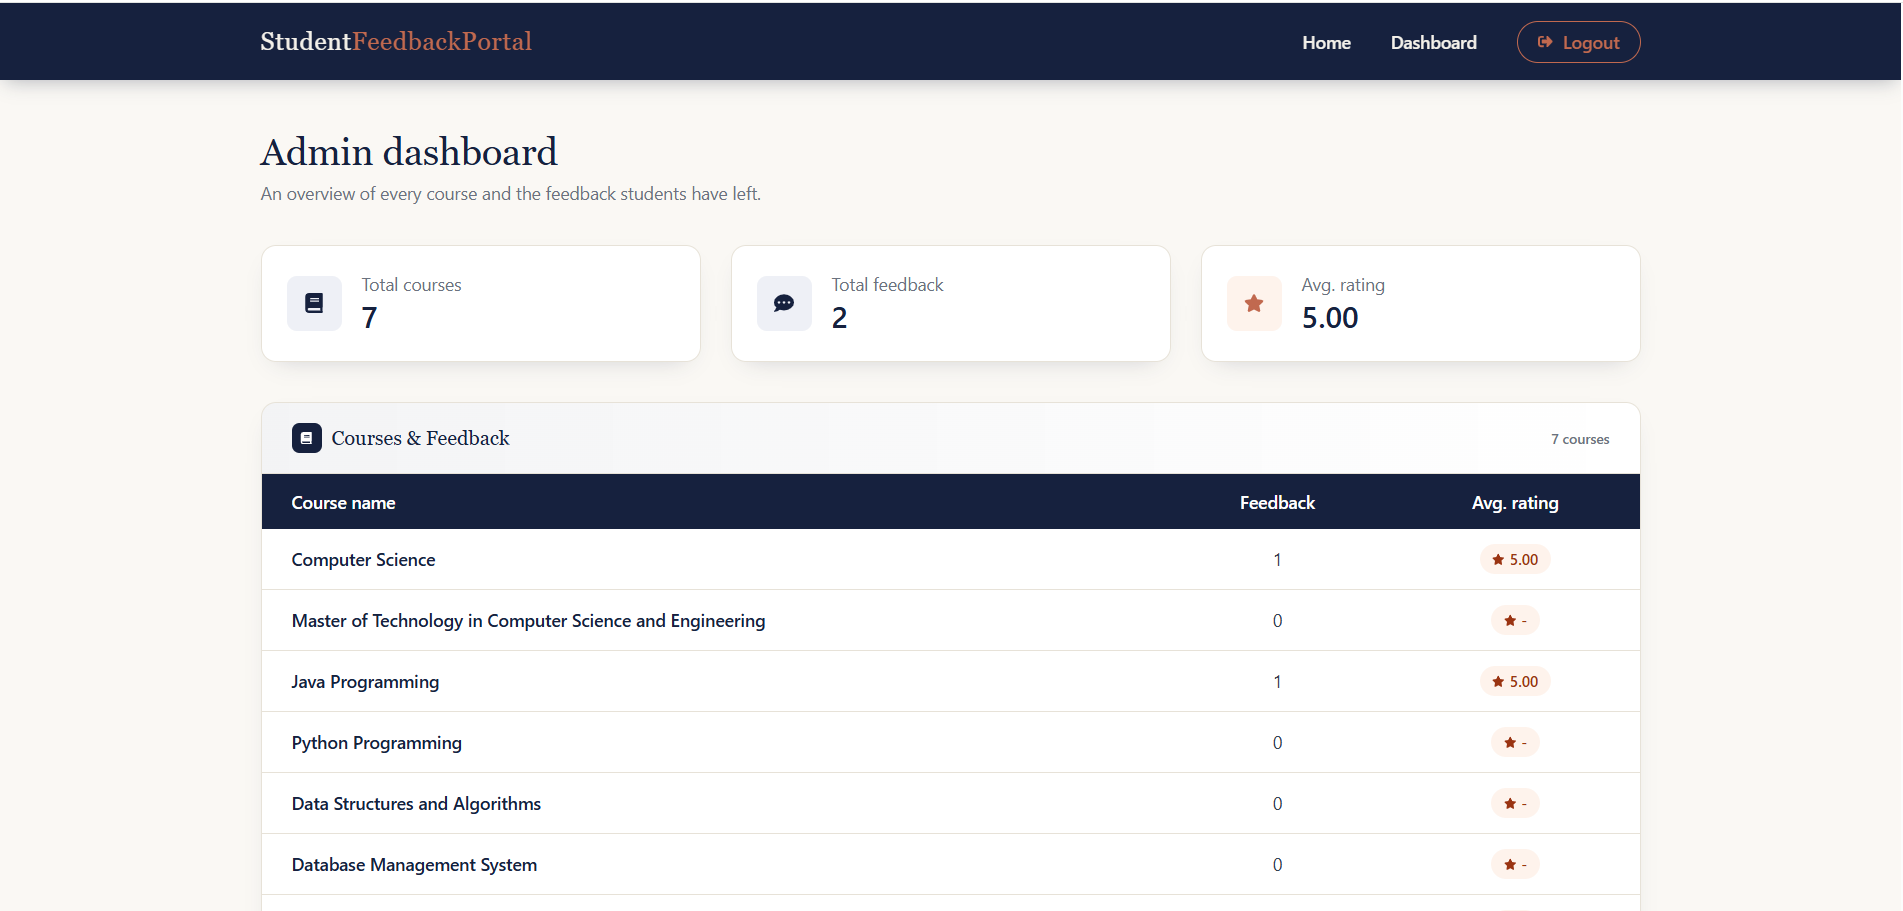 StudentFeedbackPortal
Home Dashboard Logout
Admin dashboard
An overview of every course and the feedback students have left.
Total courses
7
Total feedback
2
Avg. rating
5.00
Courses & Feedback
7 courses
Course name Feedback Avg. rating
Computer Science 1 5.00
Master of Technology in Computer Science and Engineering 0 -
Java Programming 1 5.00
Python Programming 0 -
Data Structures and Algorithms 0 -
Database Management System 0 -